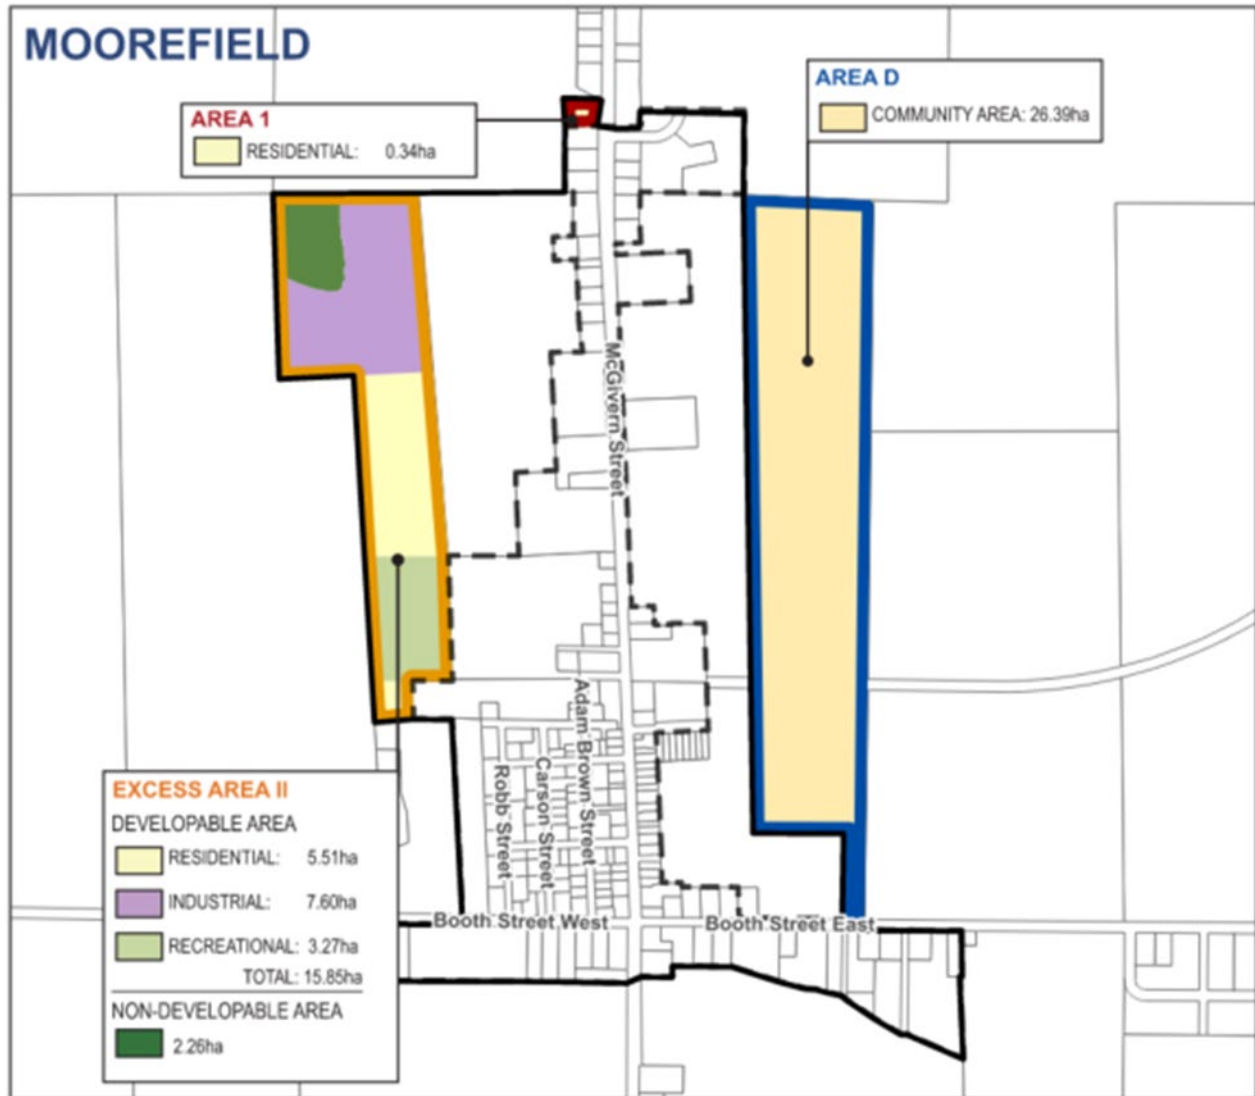 MOOREFIELD
AREA 1
RESIDENTIAL: 0.34ha
AREA D
COMMUNITY AREA: 26.39ha
McGivern Street
Adam Brown Street
Carson Street
Robb Street
Booth Street West
Booth Street East
EXCESS AREA II
DEVELOPABLE AREA
RESIDENTIAL: 5.51ha
INDUSTRIAL: 7.60ha
RECREATIONAL: 3.27ha
TOTAL: 15.85ha
NON-DEVELOPABLE AREA
2.26ha